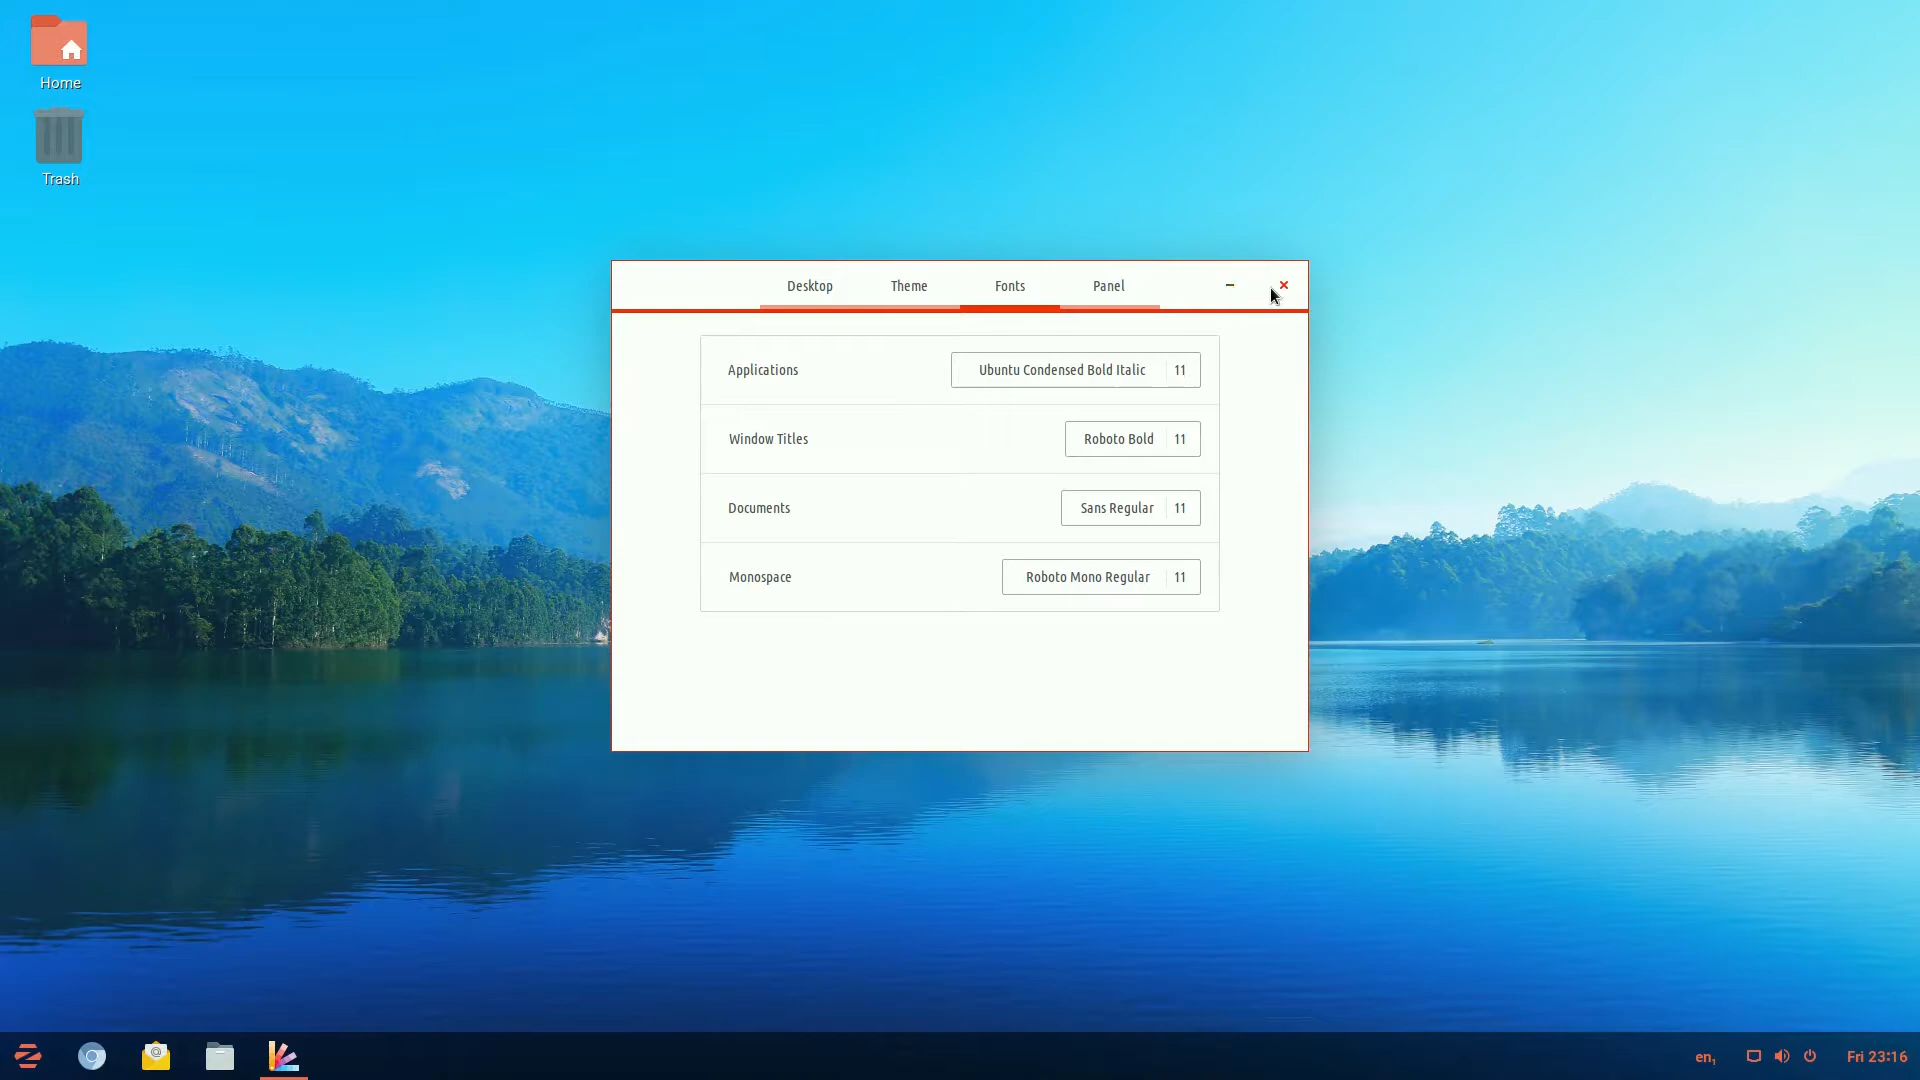 Home
Trash
Desktop Theme Fonts Panel
Applications Ubuntu Condensed Bold Italic 11
Window Titles Roboto Bold 11
Documents Sans Regular 11
Monospace Roboto Mono Regular 11
en₁ Fri 23:16